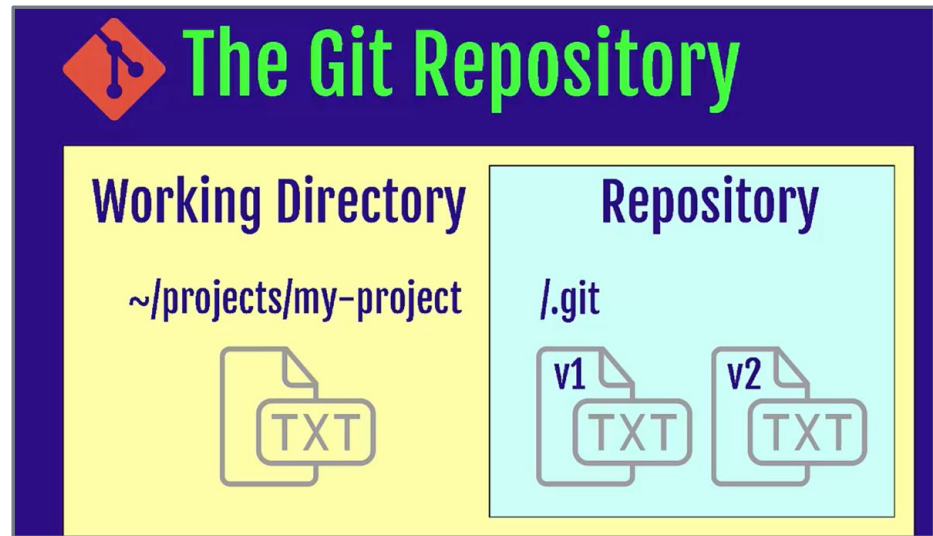 The Git Repository
Working Directory
~/projects/my-project
TXT
Repository
/.git
v1
TXT
v2
TXT